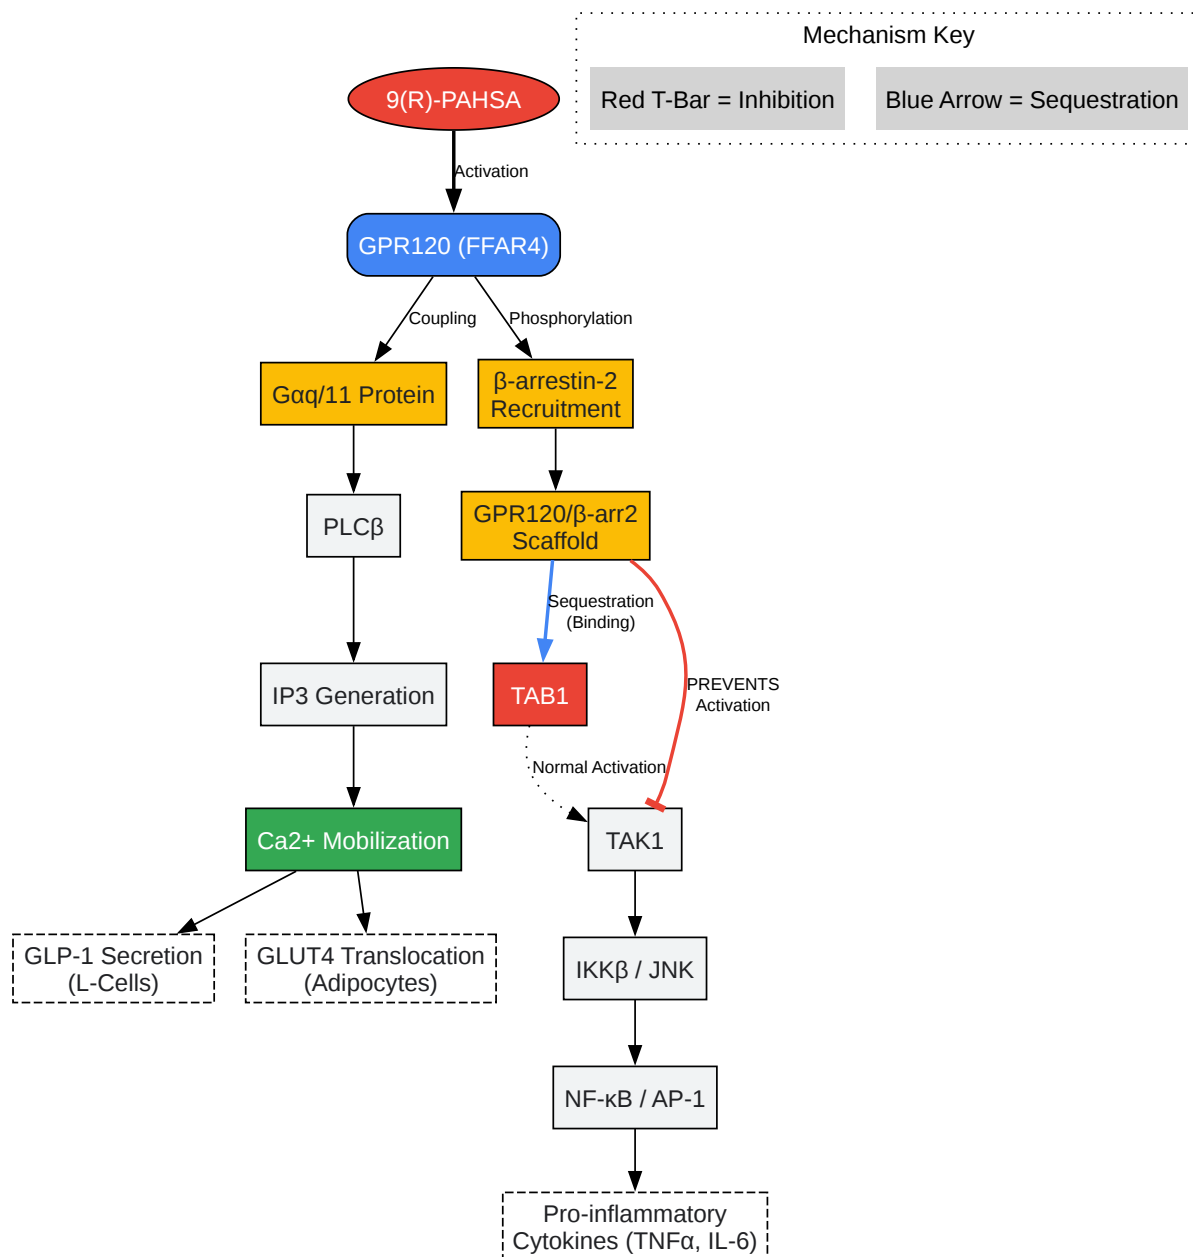 Mechanism Key
Red T-Bar = Inhibition
Blue Arrow = Sequestration
9(R)-PAHSA
Activation
GPR120 (FFAR4)
Coupling
Phosphorylation
Gαq/11 Protein
β-arrestin-2
Recruitment
PLCβ
GPR120/β-arr2
Scaffold
Sequestration
(Binding)
IP3 Generation
TAB1
PREVENTS
Activation
Normal Activation
Ca2+ Mobilization
TAK1
GLP-1 Secretion
(L-Cells)
GLUT4 Translocation
(Adipocytes)
IKKβ / JNK
NF-κB / AP-1
Pro-inflammatory
Cytokines (TNFα, IL-6)